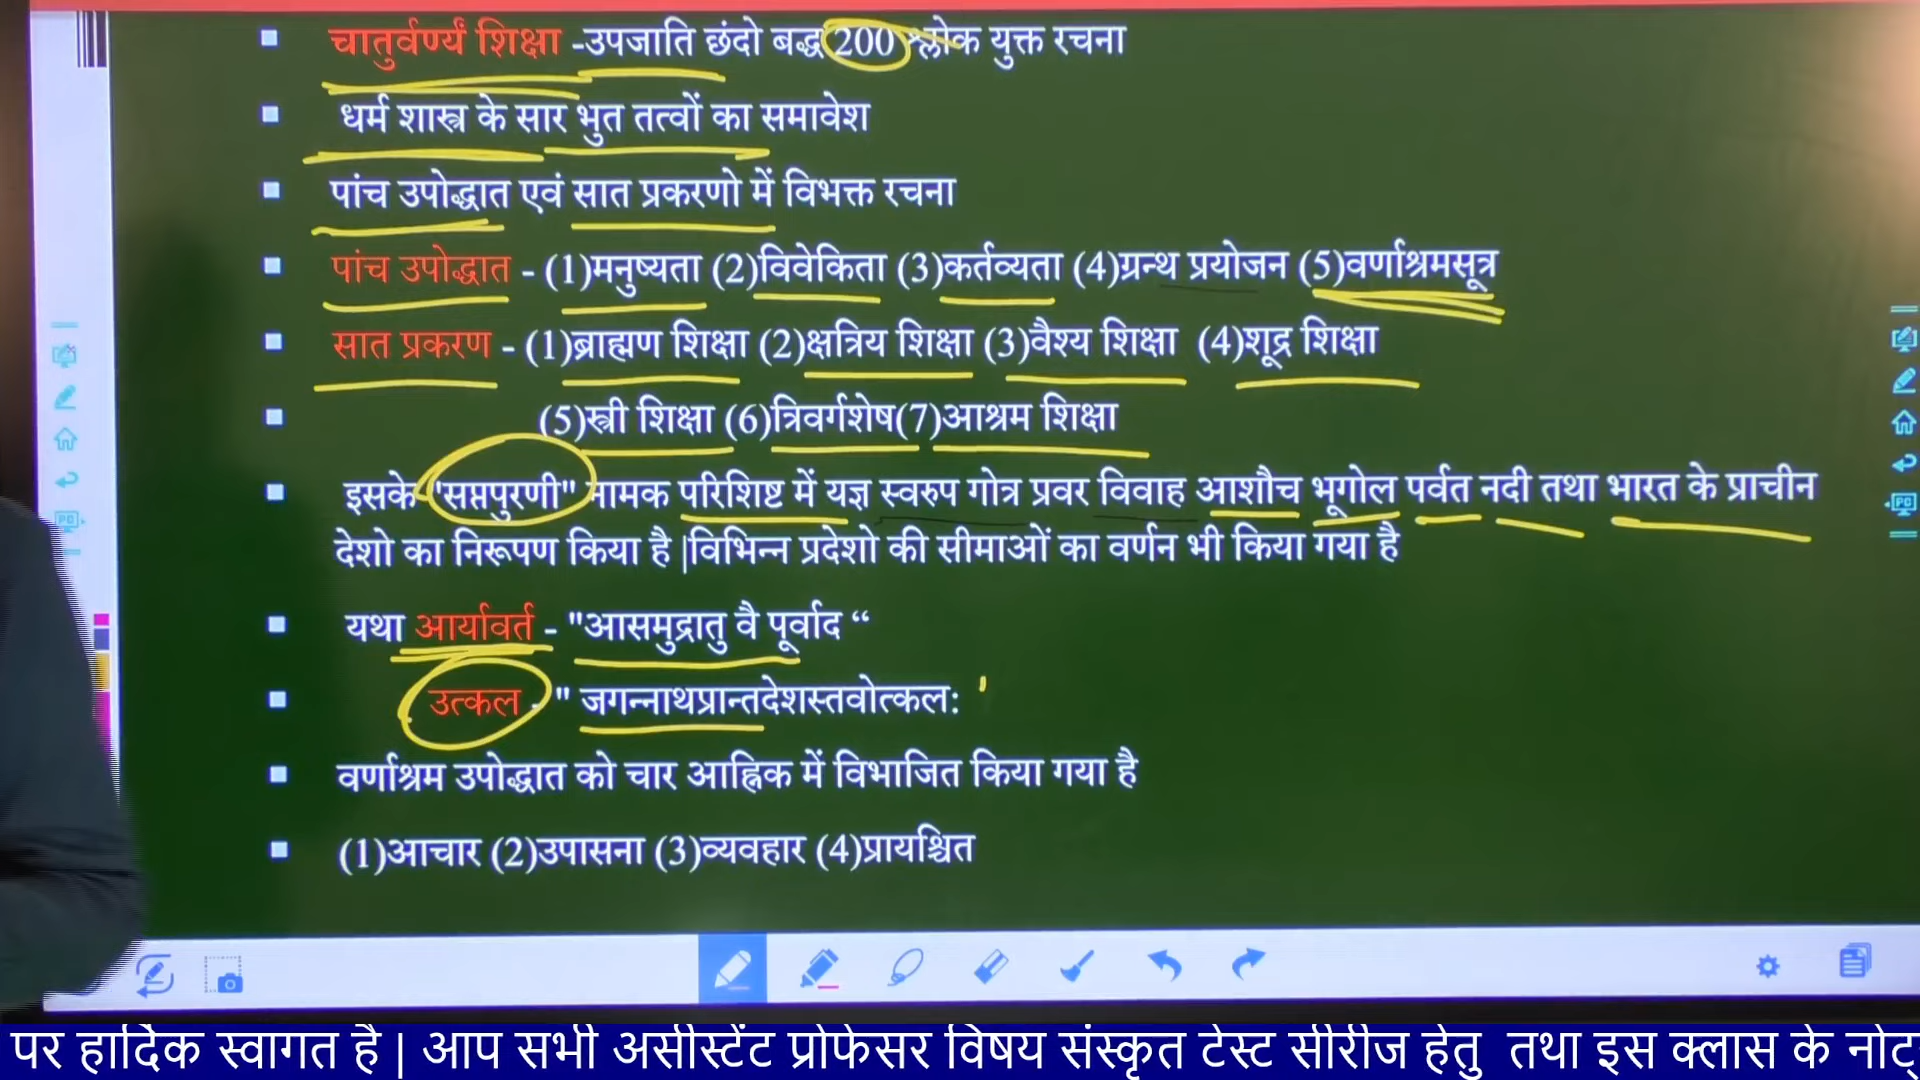 चातुर्वर्ण्यं शिक्षा -उपजाति छंदो बद्ध 200 श्लोक युक्त रचना
धर्म शास्त्र के सार भुत तत्वों का समावेश
पांच उपोद्घात एवं सात प्रकरणो में विभक्त रचना
पांच उपोद्घात - (1)मनुष्यता (2)विवेकिता (3)कर्तव्यता (4)ग्रन्थ प्रयोजन (5)वर्णाश्रमसूत्र
सात प्रकरण - (1)ब्राह्मण शिक्षा (2)क्षत्रिय शिक्षा (3)वैश्य शिक्षा (4)शूद्र शिक्षा
(5)स्त्री शिक्षा (6)त्रिवर्गशेष(7)आश्रम शिक्षा
इसके "सप्तपुरणी" नामक परिशिष्ट में यज्ञ स्वरुप गोत्र प्रवर विवाह आशौच भूगोल पर्वत नदी तथा भारत के प्राचीन
देशो का निरूपण किया है |विभिन्न प्रदेशो की सीमाओं का वर्णन भी किया गया है
यथा आर्यावर्त - "आसमुद्रातु वै पूर्वाद “
उत्कल - " जगन्नाथप्रान्तदेशस्तवोत्कल: '
वर्णाश्रम उपोद्घात को चार आह्निक में विभाजित किया गया है
(1)आचार (2)उपासना (3)व्यवहार (4)प्रायश्चित
पर हार्दिक स्वागत है | आप सभी असीस्टेंट प्रोफेसर विषय संस्कृत टेस्ट सीरीज हेतु तथा इस क्लास के नोट्